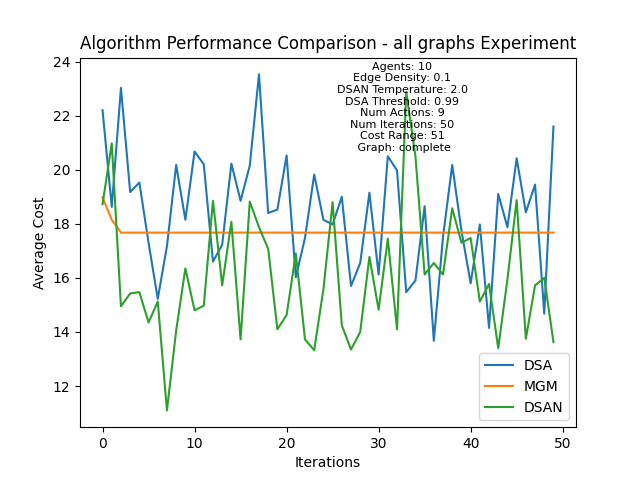 Algorithm Performance Comparison - all graphs Experiment
Agents: 10
Edge Density: 0.1
DSAN Temperature: 2.0
DSA Threshold: 0.99
Num Actions: 9
Num Iterations: 50
Cost Range: 51
Graph: complete
24
22
20
18
16
14
12
Average Cost
DSA
MGM
DSAN
0 10 20 30 40 50
Iterations